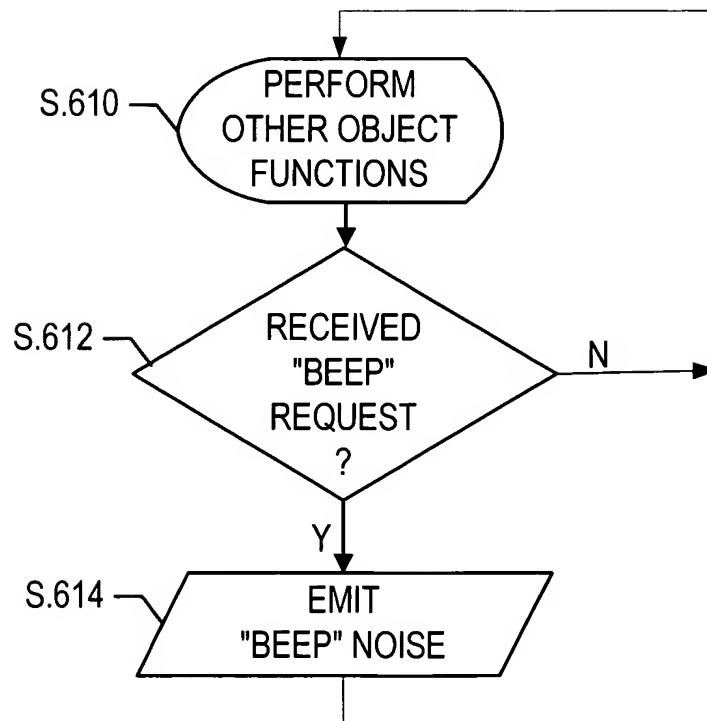 S.610
PERFORM
OTHER OBJECT
FUNCTIONS
S.612
RECEIVED
"BEEP"
REQUEST
?
N
Y
S.614
EMIT
"BEEP" NOISE